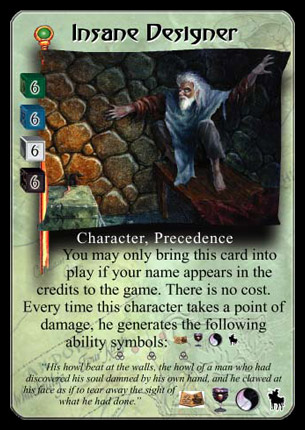 Insane Designer
6
6
6
6
Character, Precedence
You may only bring this card into
play if your name appears in the
credits to the game. There is no cost.
Every time this character takes a point of
damage, he generates the following
ability symbols:
"His howl beat at the walls, the howl of a man who had
discovered his soul damned by his own hand, and he clawed at
his face as if to tear away the sight of
what he had done."